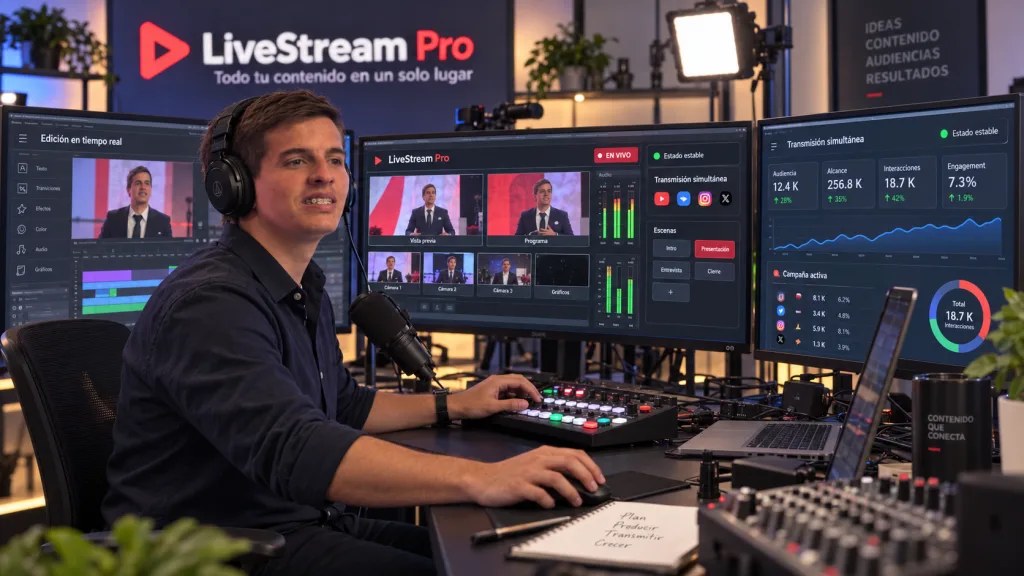 LiveStream Pro
Todo tu contenido en un solo lugar
IDEAS
CONTENIDO
AUDIENCIAS
RESULTADOS
Edición en tiempo real
Texto
Transiciones
Efectos
Color
Audio
Gráficos
LiveStream Pro
EN VIVO
Vista previa
Programa
Cámara 1
Cámara 2
Cámara 3
Gráficos
Audio
Estado estable
Transmisión simultánea
Escenas
Intro
Presentación
Entrevista
Cierre
+
Transmisión simultánea
Estado estable
Audiencia
12.4 K
↑ 28%
Alcance
256.8 K
Interacciones
18.7 K
↑ 42%
Engagement
7.3%
↑ 1.9%
Campaña activa
8.1 K
6.2%
3.4 K
4.8%
5.9 K
8.1%
1.3 K
3.9%
Total
18.7 K
Interacciones
CONTENIDO
QUE
CONECTA
Plan
Producir
Transmitir
Crecer